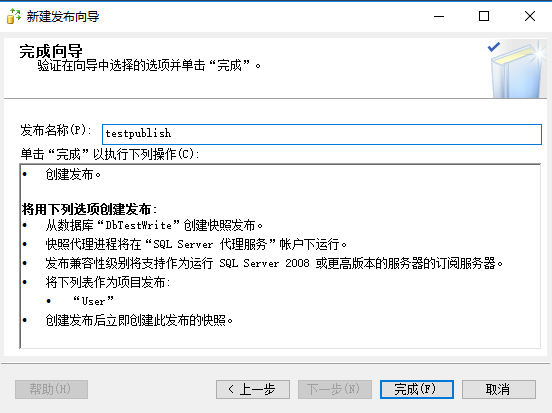 新建发布向导
完成向导
验证在向导中选择的选项并单击“完成”。
发布名称(P):
testpublish
单击“完成”以执行下列操作(C):
• 创建发布。
将用下列选项创建发布:
• 从数据库“DbTestWrite”创建快照发布。
• 快照代理进程将在“SQL Server 代理服务”帐户下运行。
• 发布兼容性级别将支持作为运行 SQL Server 2008 或更高版本的服务器的订阅服务器。
• 将下列表作为项目发布:
• “User”
• 创建发布后立即创建此发布的快照。
帮助(H)
< 上一步
下一步(N)
完成(F)
取消